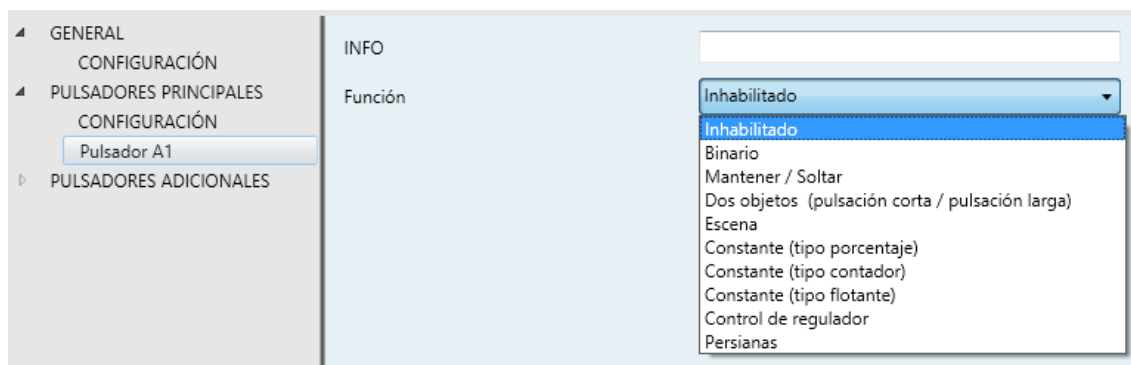 GENERAL
CONFIGURACIÓN
PULSADORES PRINCIPALES
CONFIGURACIÓN
Pulsador A1
PULSADORES ADICIONALES
INFO
Función
Inhabilitado
Inhabilitado
Binario
Mantener / Soltar
Dos objetos (pulsación corta / pulsación larga)
Escena
Constante (tipo porcentaje)
Constante (tipo contador)
Constante (tipo flotante)
Control de regulador
Persianas